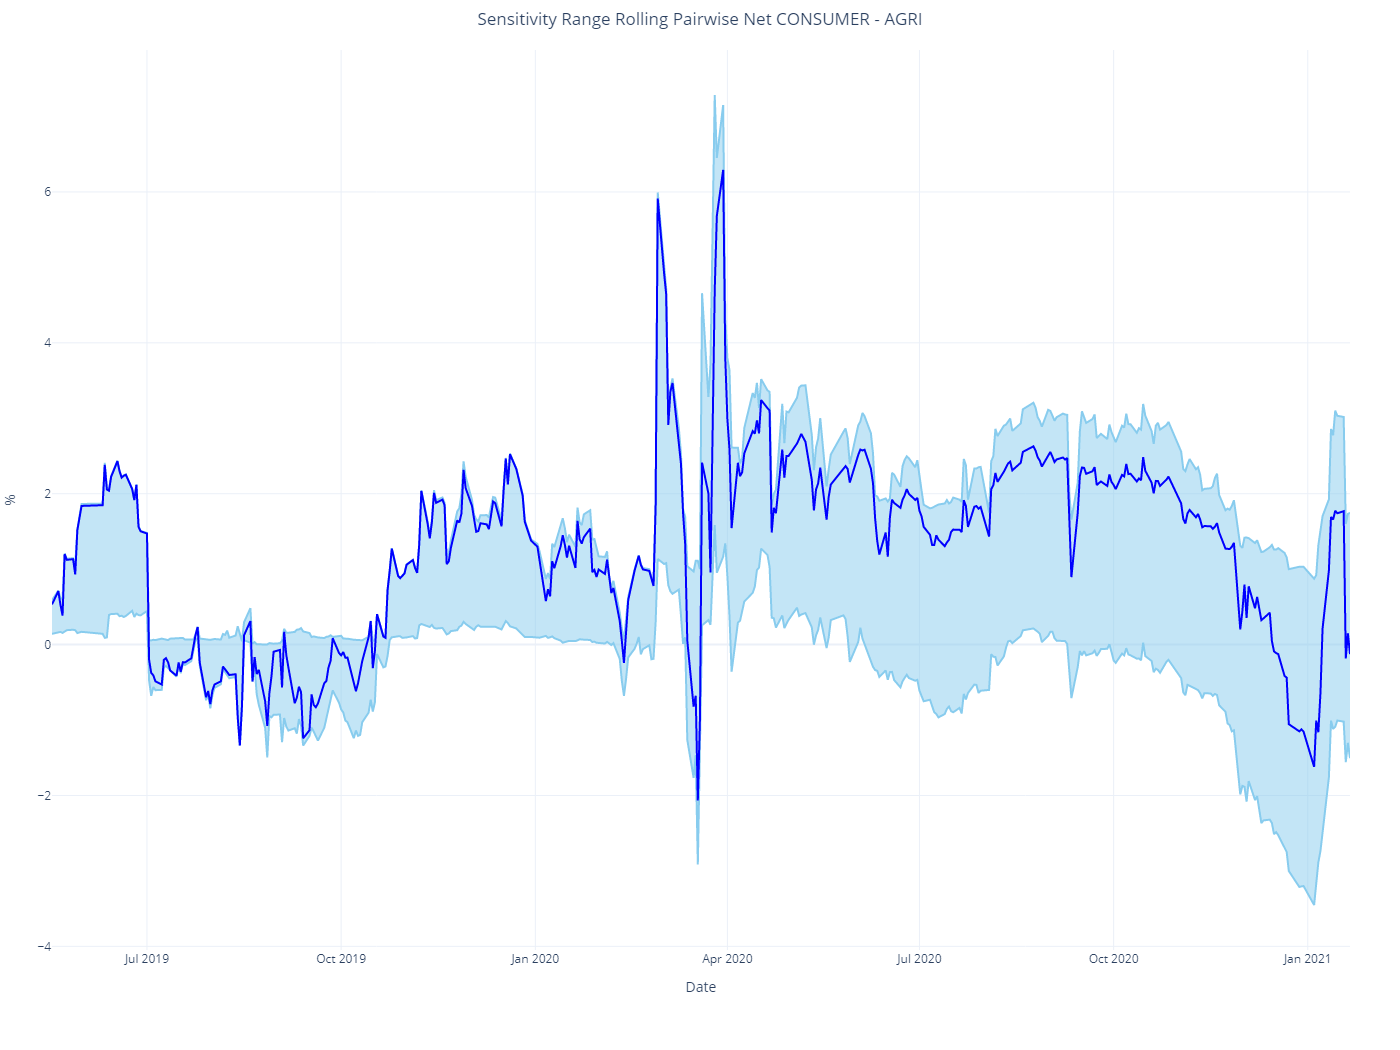 Sensitivity Range Rolling Pairwise Net CONSUMER - AGRI
%
6
4
2
0
−2
−4
Jul 2019
Oct 2019
Jan 2020
Apr 2020
Jul 2020
Oct 2020
Jan 2021
Date